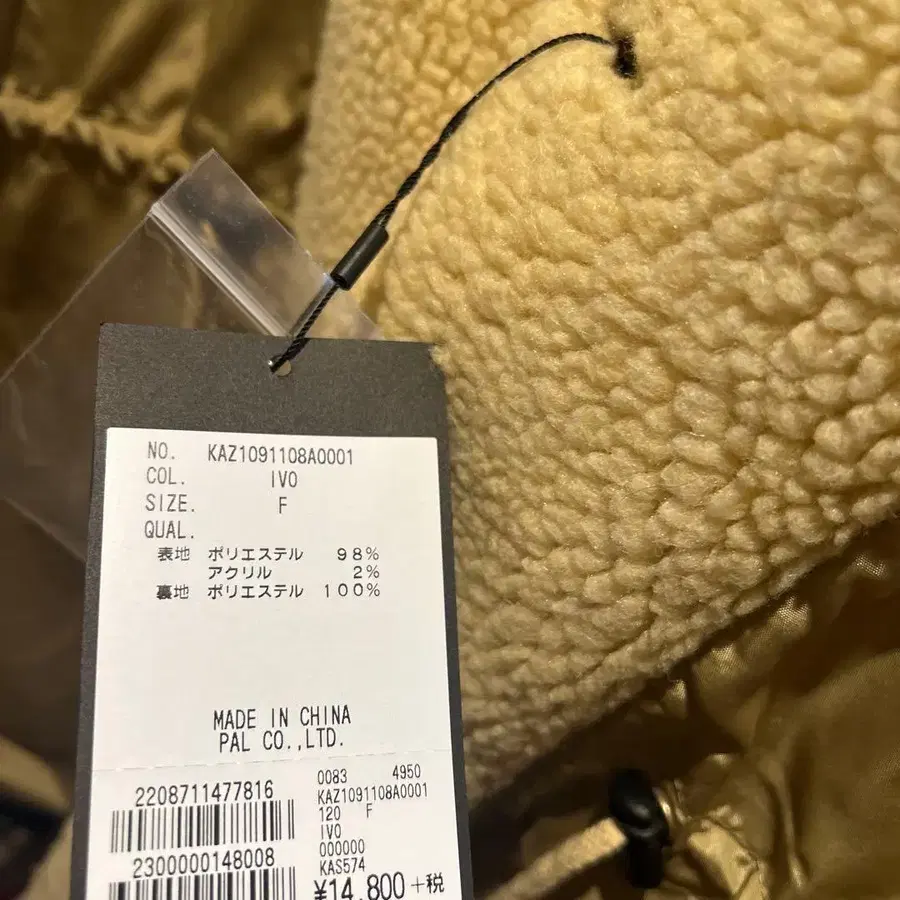 NO. KAZ1091108A0001
COL. IVO
SIZE. F
QUAL.
表地 ポリエステル 98%
アクリル 2%
裏地 ポリエステル 100%
MADE IN CHINA
PAL CO.,LTD.
2208711477816
2300000148008
0083 4950
KAZ1091108A0001
120 F
IVO
000000
KAS574
¥14,800+税